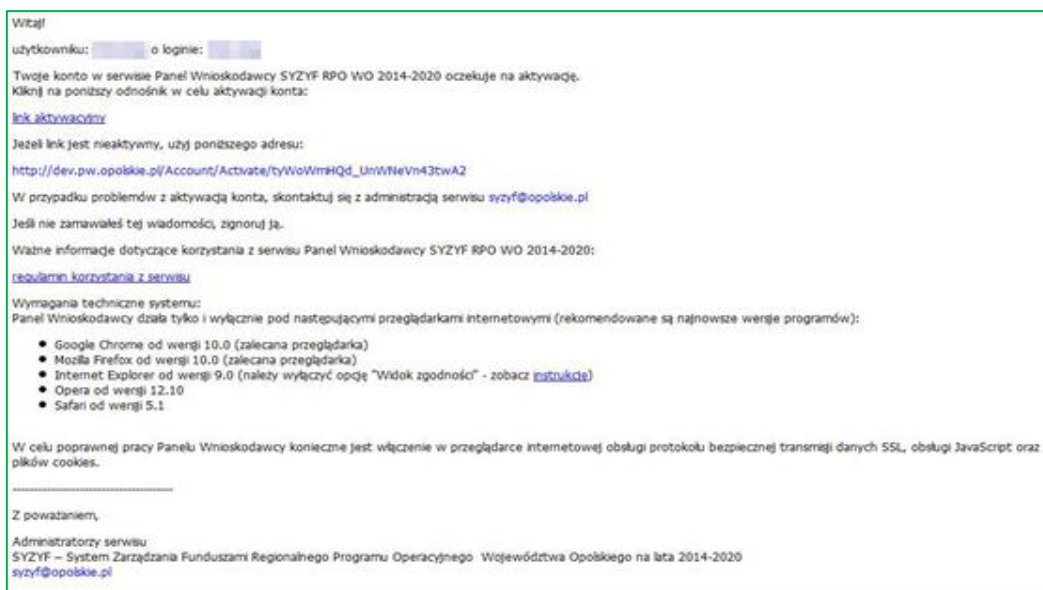 Witaj!
użytkowniku: o loginie:
Twoje konto w serwisie Panel Wnioskodawcy SYZYF RPO WO 2014-2020 oczekuje na aktywację.
Kliknij na poniższy odnośnik w celu aktywacji konta:
link aktywacyjny
Jeżeli link jest nieaktywny, użyj poniższego adresu:
http://dev.pw.opolskie.pl/Account/Activate/tyWoWmHQd_UnWNeVn43twA2
W przypadku problemów z aktywacją konta, skontaktuj się z administracją serwisu syzyf@opolskie.pl
Jeśli nie zamawiałeś tej wiadomości, zignoruj ją.
Ważne informacje dotyczące korzystania z serwisu Panel Wnioskodawcy SYZYF RPO WO 2014-2020:
regulamin korzystania z serwisu
Wymagania techniczne systemu:
Panel Wnioskodawcy działa tylko i wyłącznie pod następującymi przeglądarkami internetowymi (rekomendowane są najnowsze wersje programów):
● Google Chrome od wersji 10.0 (zalecana przeglądarka)
● Mozilla Firefox od wersji 10.0 (zalecana przeglądarka)
● Internet Explorer od wersji 9.0 (należy wyłączyć opcję "Widok zgodności" - zobacz instrukcję)
● Opera od wersji 12.10
● Safari od wersji 5.1
W celu poprawnej pracy Panelu Wnioskodawcy konieczne jest włączenie w przeglądarce internetowej obsługi protokołu bezpiecznej transmisji danych SSL, obsługi JavaScript oraz
plików cookies.
----------------------------------------
Z poważaniem,
Administratorzy serwisu
SYZYF – System Zarządzania Funduszami Regionalnego Programu Operacyjnego Województwa Opolskiego na lata 2014-2020
syzyf@opolskie.pl